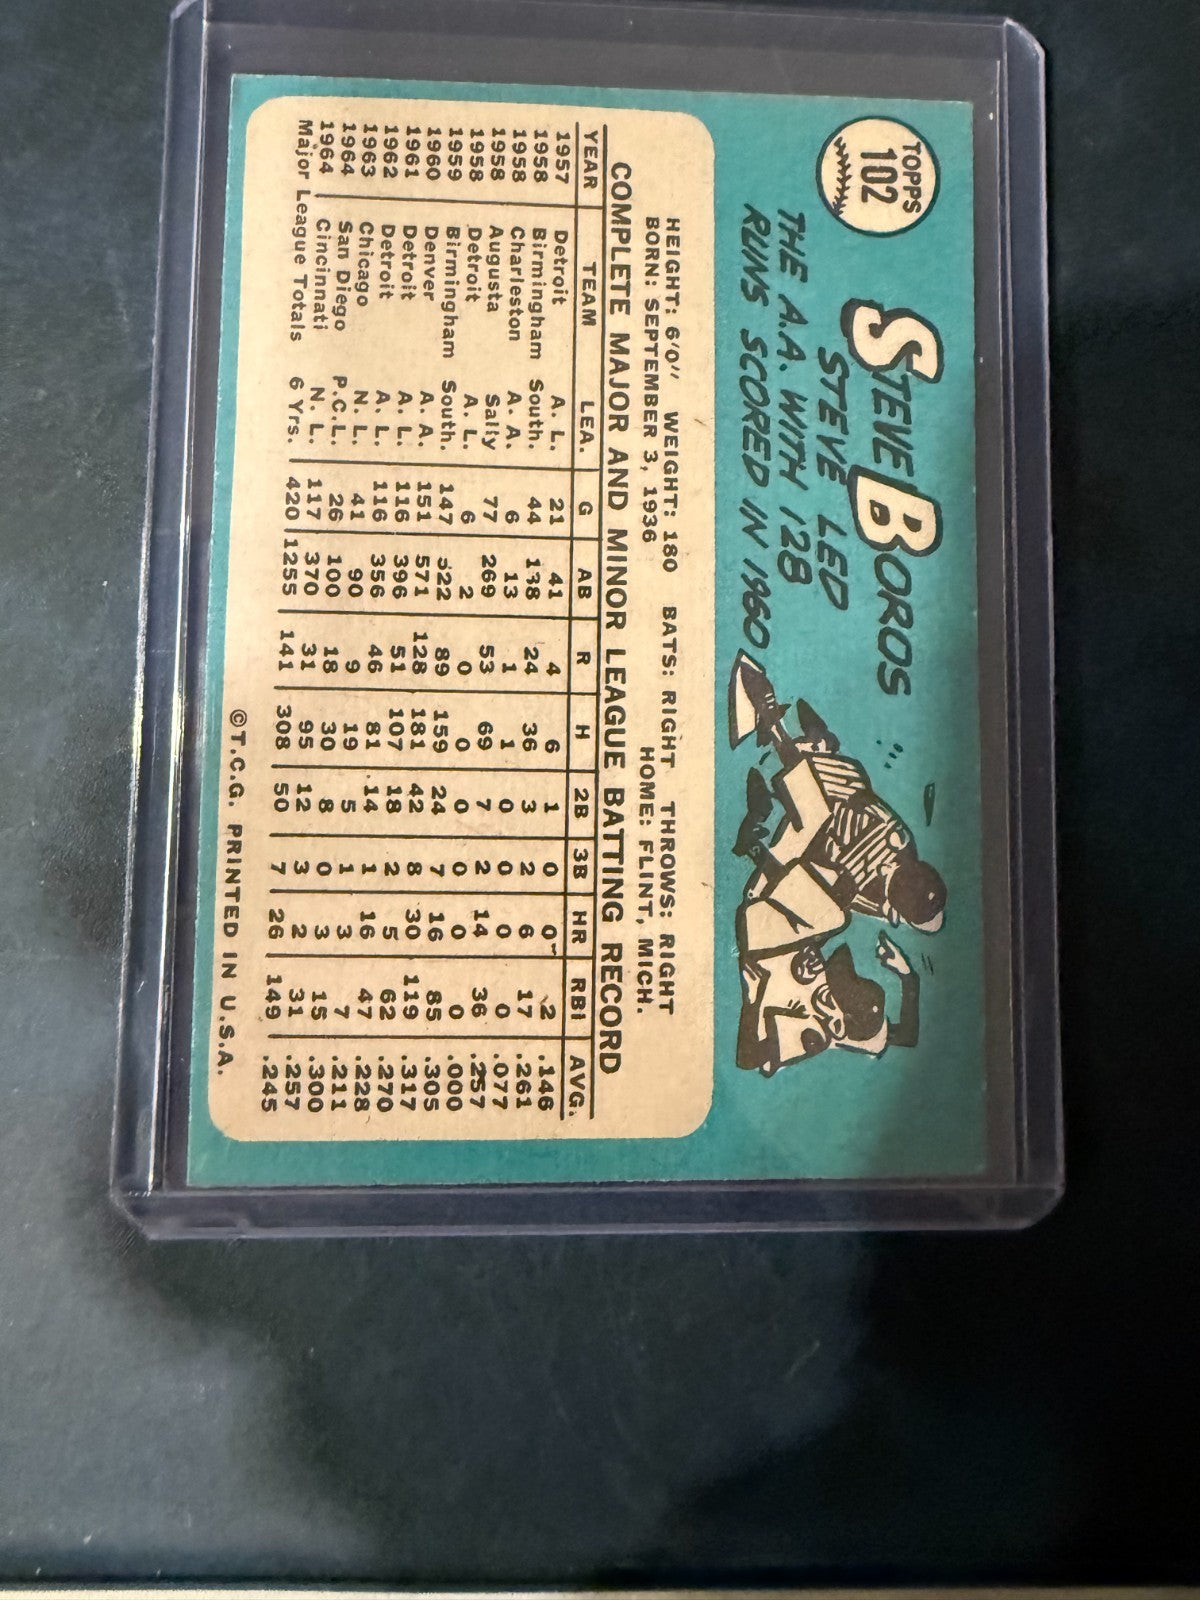 TOPPS
102
STEVE BOROS
STEVE LED
THE A.A. WITH 128
RUNS SCORED IN 1960
HEIGHT: 6'0" WEIGHT: 180 BATS: RIGHT THROWS: RIGHT
BORN: SEPTEMBER 3, 1936 HOME: FLINT, MICH.
COMPLETE MAJOR AND MINOR LEAGUE BATTING RECORD
YEAR TEAM LEA. G AB R H 2B 3B HR RBI AVG.
1957 Detroit A. L. 21 41 4 6 1 0 0 2 .146
1958 Birmingham South. 44 138 24 36 3 2 6 17 .261
1958 Charleston A. A. 6 13 1 1 0 0 0 0 .077
1958 Augusta Sally 77 269 53 69 7 2 14 36 .257
1958 Detroit A. L. 6 2 0 0 0 0 0 0 .000
1959 Birmingham South. 147 522 89 159 24 7 16 85 .305
1960 Denver A. A. 151 571 128 181 42 8 30 119 .317
1961 Detroit A. L. 116 396 51 107 18 2 5 62 .270
1962 Detroit A. L. 116 356 46 81 14 1 16 47 .228
1963 Chicago N. L. 41 90 9 19 5 1 3 7 .211
1964 San Diego P.C.L. 26 100 18 30 8 0 3 15 .300
1964 Cincinnati N. L. 117 370 31 95 12 3 2 31 .257
Major League Totals 6 Yrs. 420 1255 141 308 50 7 26 149 .245
©T.C.G. PRINTED IN U.S.A.